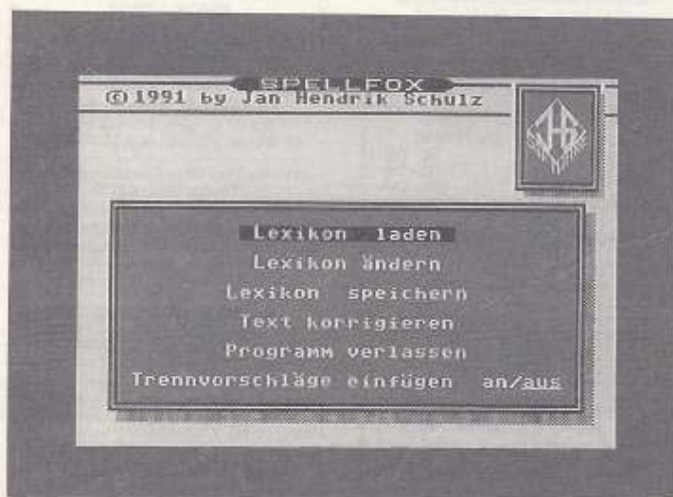 SPELLFOX
©1991 by Jan Hendrik Schulz
Lexikon laden
Lexikon ändern
Lexikon speichern
Text korrigieren
Programm verlassen
Trennvorschläge einfügen an/aus